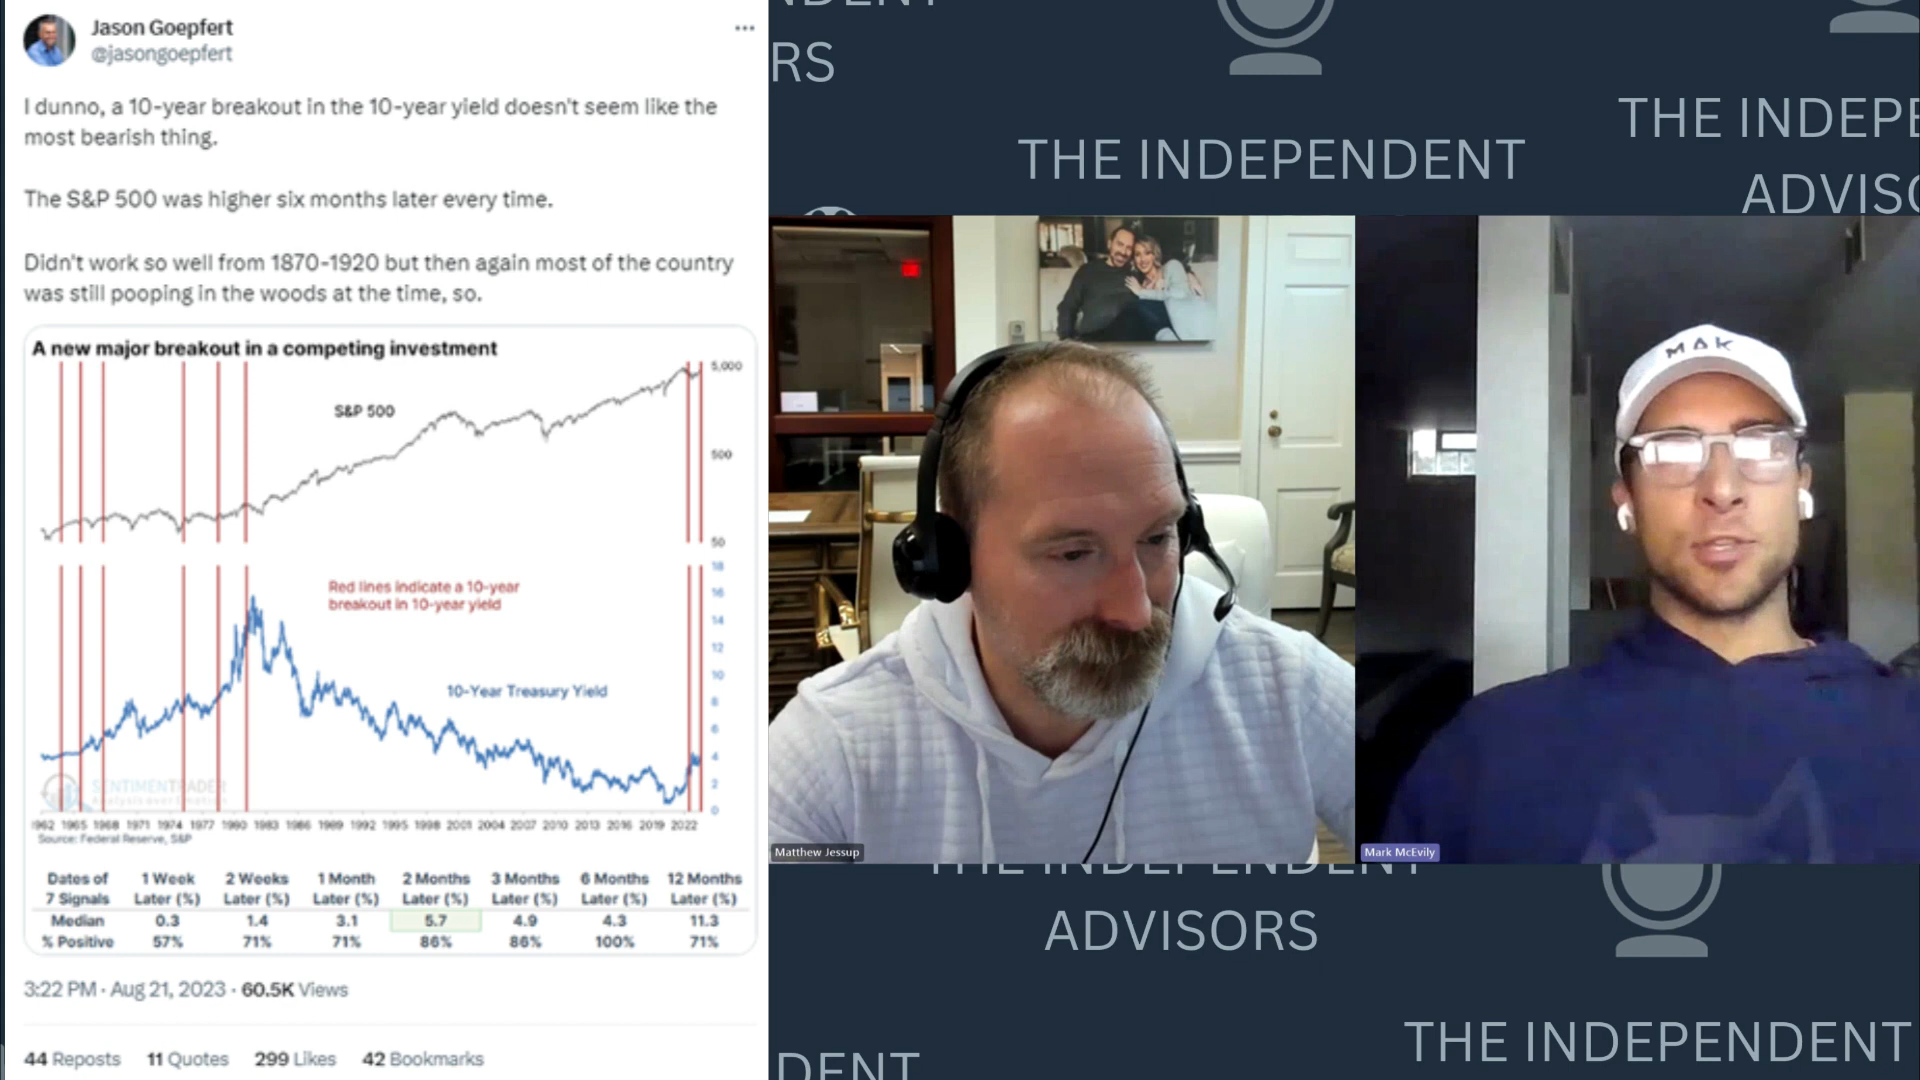 Jason Goepfert
@jasongoepfert
I dunno, a 10-year breakout in the 10-year yield doesn't seem like the
most bearish thing.
The S&P 500 was higher six months later every time.
Didn't work so well from 1870-1920 but then again most of the country
was still pooping in the woods at the time, so.
A new major breakout in a competing investment
5,000
S&P 500
500
50
18
Red lines indicate a 10-year
breakout in 10-year yield
16
14
12
10
10-Year Treasury Yield
8
6
4
2
0
SENTIMENTRADER
Analysis over Emotion
1962 1965 1968 1971 1974 1977 1980 1983 1986 1989 1992 1995 1998 2001 2004 2007 2010 2013 2016 2019 2022
Source: Federal Reserve, S&P
Dates of 1 Week 2 Weeks 1 Month 2 Months 3 Months 6 Months 12 Months
7 Signals Later (%) Later (%) Later (%) Later (%) Later (%) Later (%) Later (%)
Median 0.3 1.4 3.1 5.7 4.9 4.3 11.3
% Positive 57% 71% 71% 86% 86% 100% 71%
3:22 PM · Aug 21, 2023 · 60.5K Views
44 Reposts 11 Quotes 299 Likes 42 Bookmarks
NDENT
RS
THE INDEPENDENT
THE INDEPE
ADVISO
MAK
Matthew Jessup
Mark McEvily
THE INDEPENDENT
ADVISORS
THE INDEPENDENT
DENT